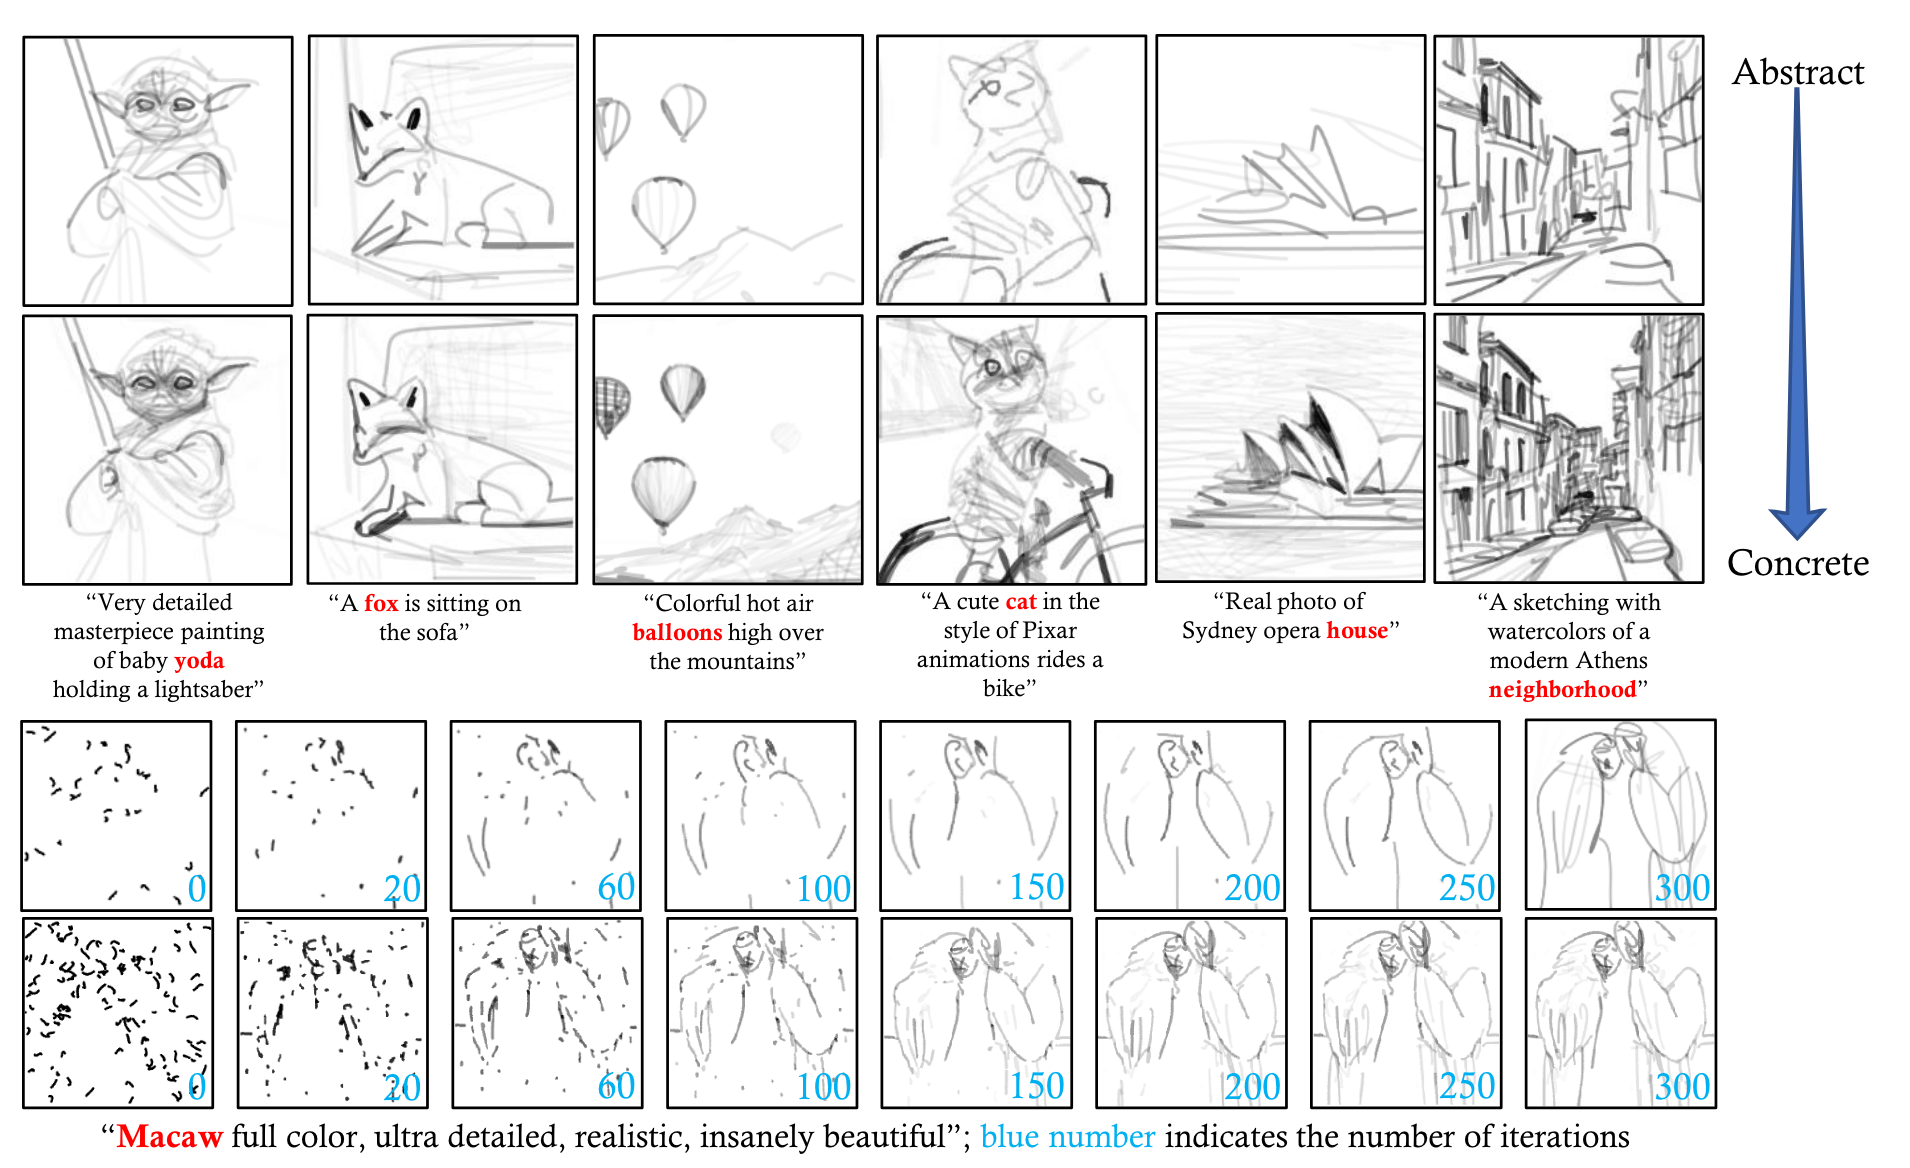 Abstract
Concrete
“Very detailed
masterpiece painting
of baby yoda
holding a lightsaber”
“A fox is sitting on
the sofa”
“Colorful hot air
balloons high over
the mountains”
“A cute cat in the
style of Pixar
animations rides a
bike”
“Real photo of
Sydney opera house”
“A sketching with
watercolors of a
modern Athens
neighborhood”
0 20 60 100 150 200 250 300
0 20 60 100 150 200 250 300
“Macaw full color, ultra detailed, realistic, insanely beautiful”; blue number indicates the number of iterations